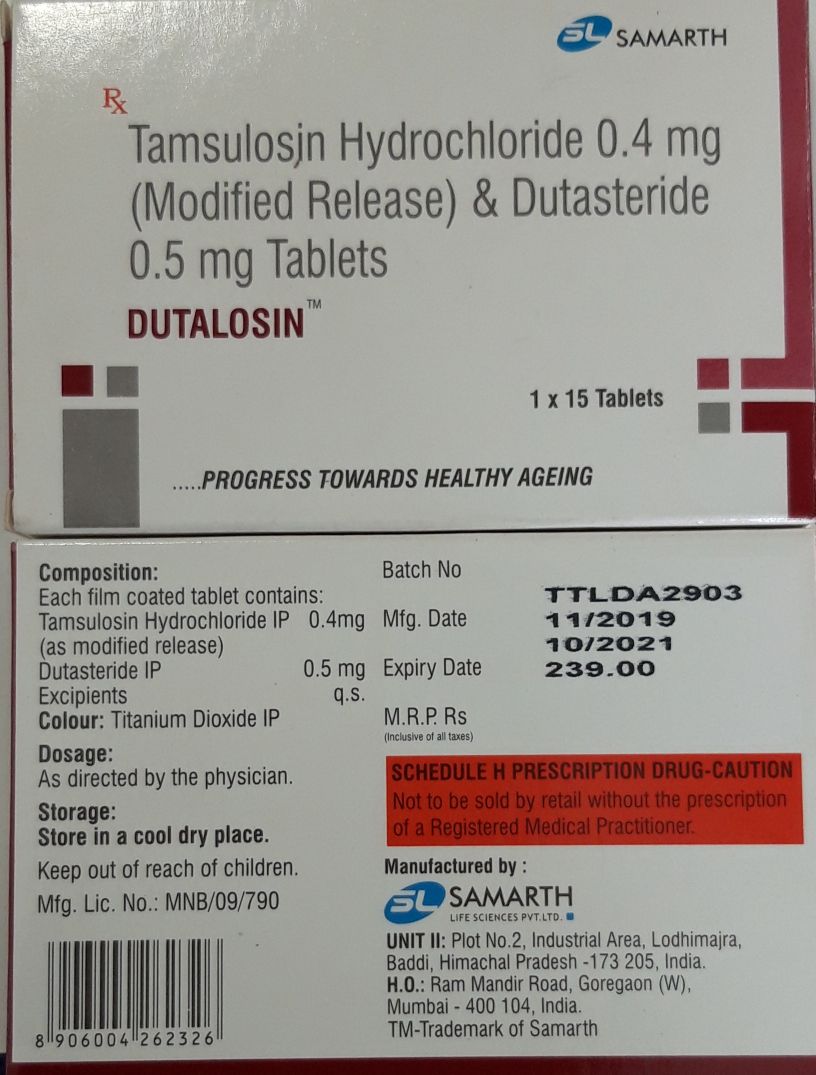 SL SAMARTH
Rx
Tamsulosin Hydrochloride 0.4 mg
(Modified Release) & Dutasteride
0.5 mg Tablets
DUTALOSIN™
1 x 15 Tablets
.....PROGRESS TOWARDS HEALTHY AGEING
Composition:
Each film coated tablet contains:
Tamsulosin Hydrochloride IP 0.4mg
(as modified release)
Dutasteride IP 0.5 mg
Excipients q.s.
Colour: Titanium Dioxide IP
Dosage:
As directed by the physician.
Storage:
Store in a cool dry place.
Keep out of reach of children.
Mfg. Lic. No.: MNB/09/790
8 906004 262326
Batch No
TTLDA2903
Mfg. Date 11/2019
10/2021
Expiry Date 239.00
M.R.P. Rs
(Inclusive of all taxes)
SCHEDULE H PRESCRIPTION DRUG-CAUTION
Not to be sold by retail without the prescription
of a Registered Medical Practitioner.
Manufactured by :
SL SAMARTH
LIFE SCIENCES PVT.LTD.
UNIT II: Plot No.2, Industrial Area, Lodhimajra,
Baddi, Himachal Pradesh -173 205, India.
H.O.: Ram Mandir Road, Goregaon (W),
Mumbai - 400 104, India.
TM-Trademark of Samarth